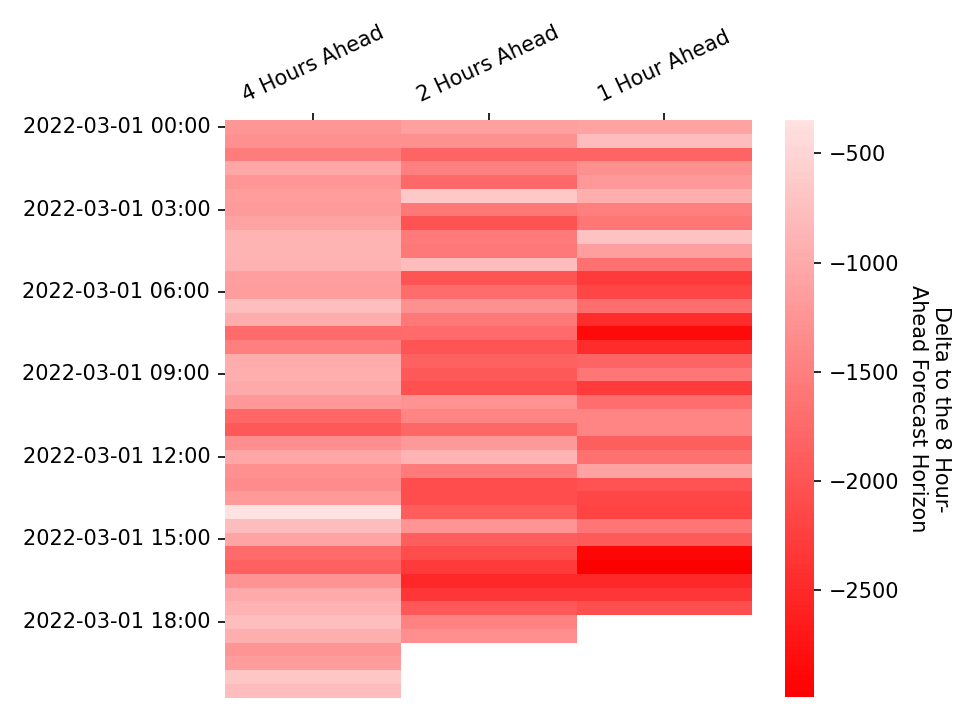 4 Hours Ahead
2 Hours Ahead
1 Hour Ahead
2022-03-01 00:00
2022-03-01 03:00
2022-03-01 06:00
2022-03-01 09:00
2022-03-01 12:00
2022-03-01 15:00
2022-03-01 18:00
−500
−1000
−1500
−2000
−2500
Delta to the 8 Hour-
Ahead Forecast Horizon